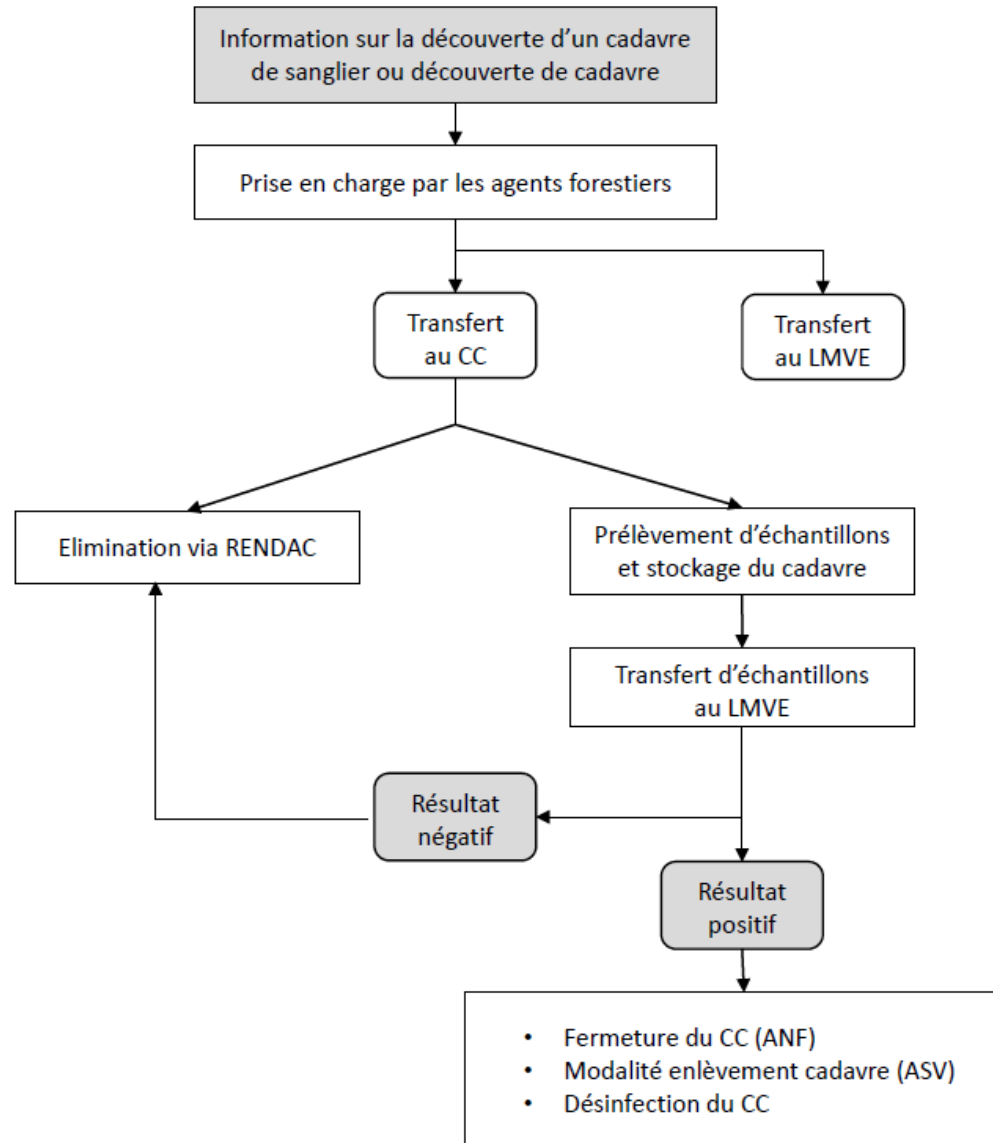 Information sur la découverte d’un cadavre
de sanglier ou découverte de cadavre
Prise en charge par les agents forestiers
Transfert
au CC
Transfert
au LMVE
Elimination via RENDAC
Prélèvement d’échantillons
et stockage du cadavre
Transfert d’échantillons
au LMVE
Résultat
négatif
Résultat
positif
• Fermeture du CC (ANF)
• Modalité enlèvement cadavre (ASV)
• Désinfection du CC